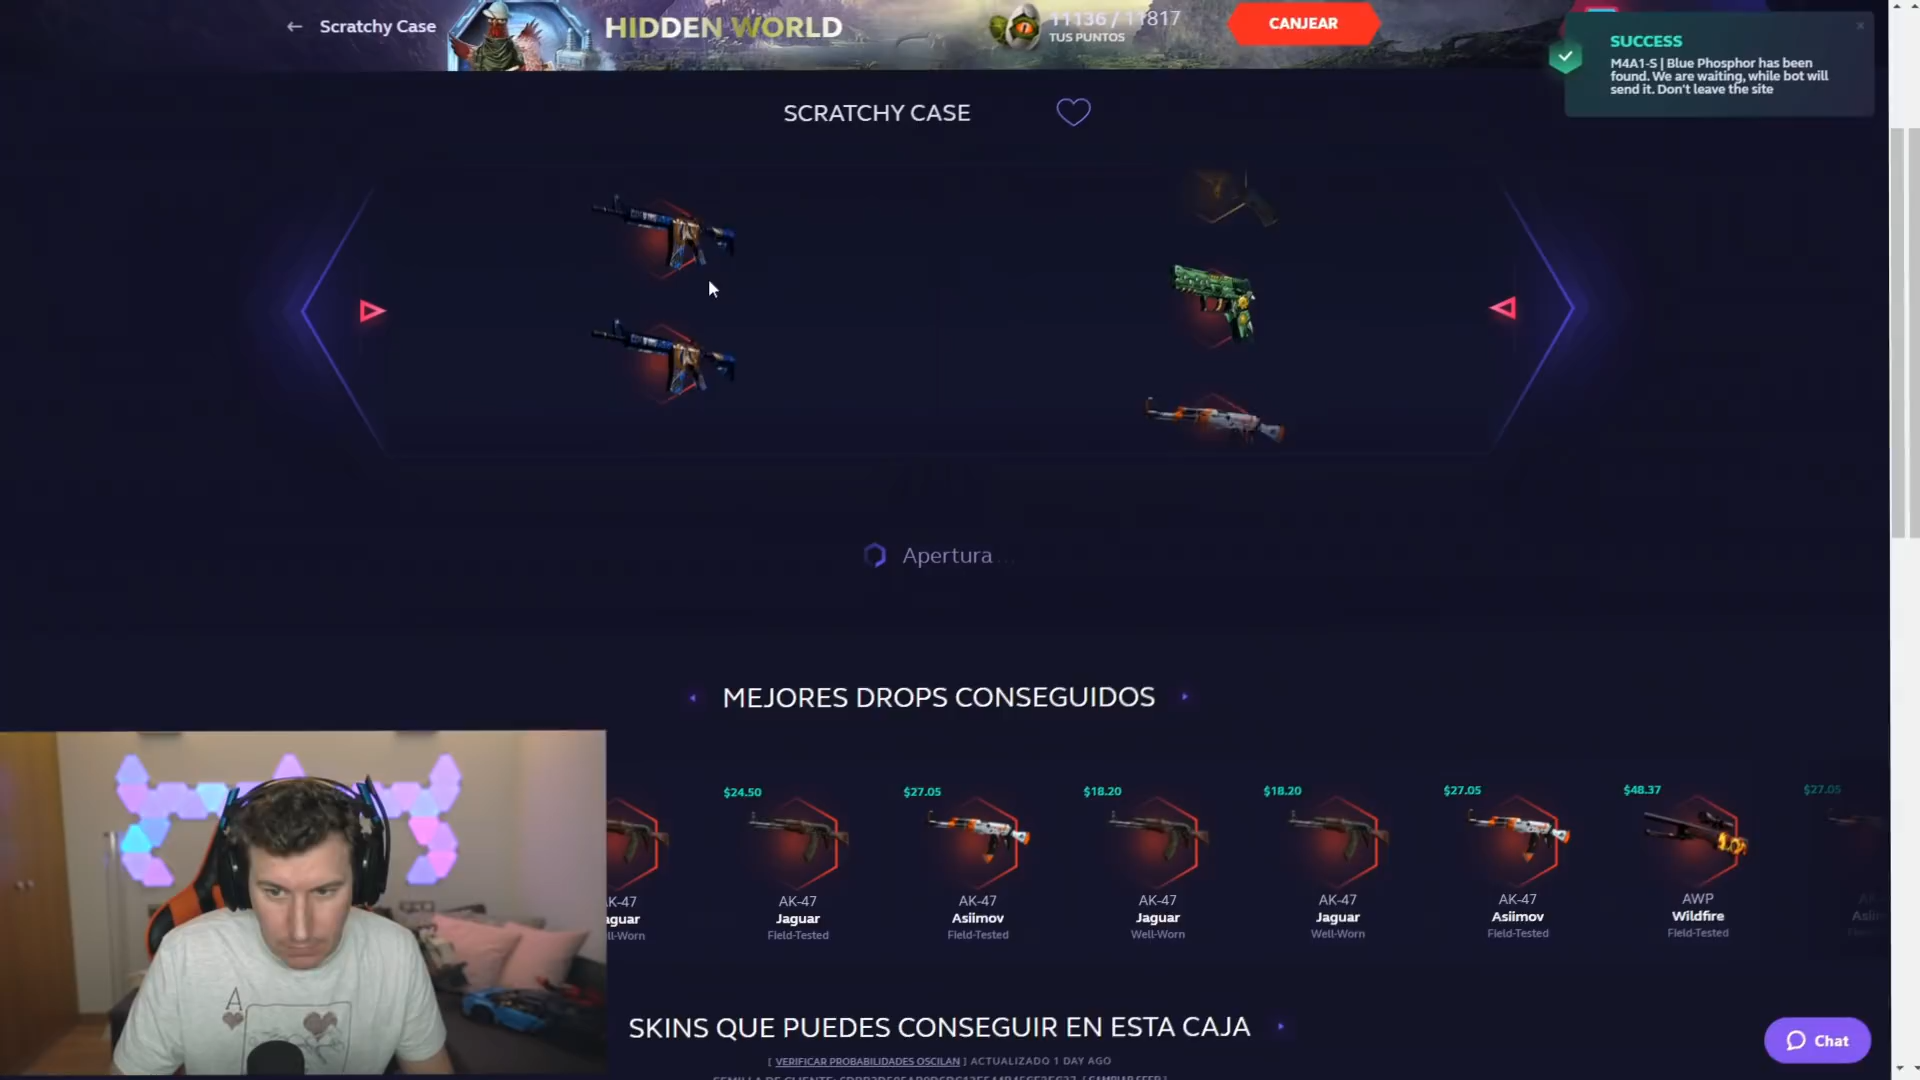 Scratchy Case
HIDDEN WORLD
11136 / 11817
TUS PUNTOS
CANJEAR
SUCCESS
M4A1-S | Blue Phosphor has been
found. We are waiting, while bot will
send it. Don't leave the site
SCRATCHY CASE
Apertura ...
MEJORES DROPS CONSEGUIDOS
$24.50
$27.05
$18.20
$18.20
$27.05
$48.37
$27.05
AK-47
AK-47
AK-47
AK-47
AK-47
AWP
Jaguar
Asiimov
Jaguar
Jaguar
Asiimov
Wildfire
Field-Tested
Field-Tested
Well-Worn
Well-Worn
Field-Tested
Field-Tested
A
SKINS QUE PUEDES CONSEGUIR EN ESTA CAJA
[ VERIFICAR PROBABILIDADES OSCILAN ] ACTUALIZADO 1 DAY AGO
Chat